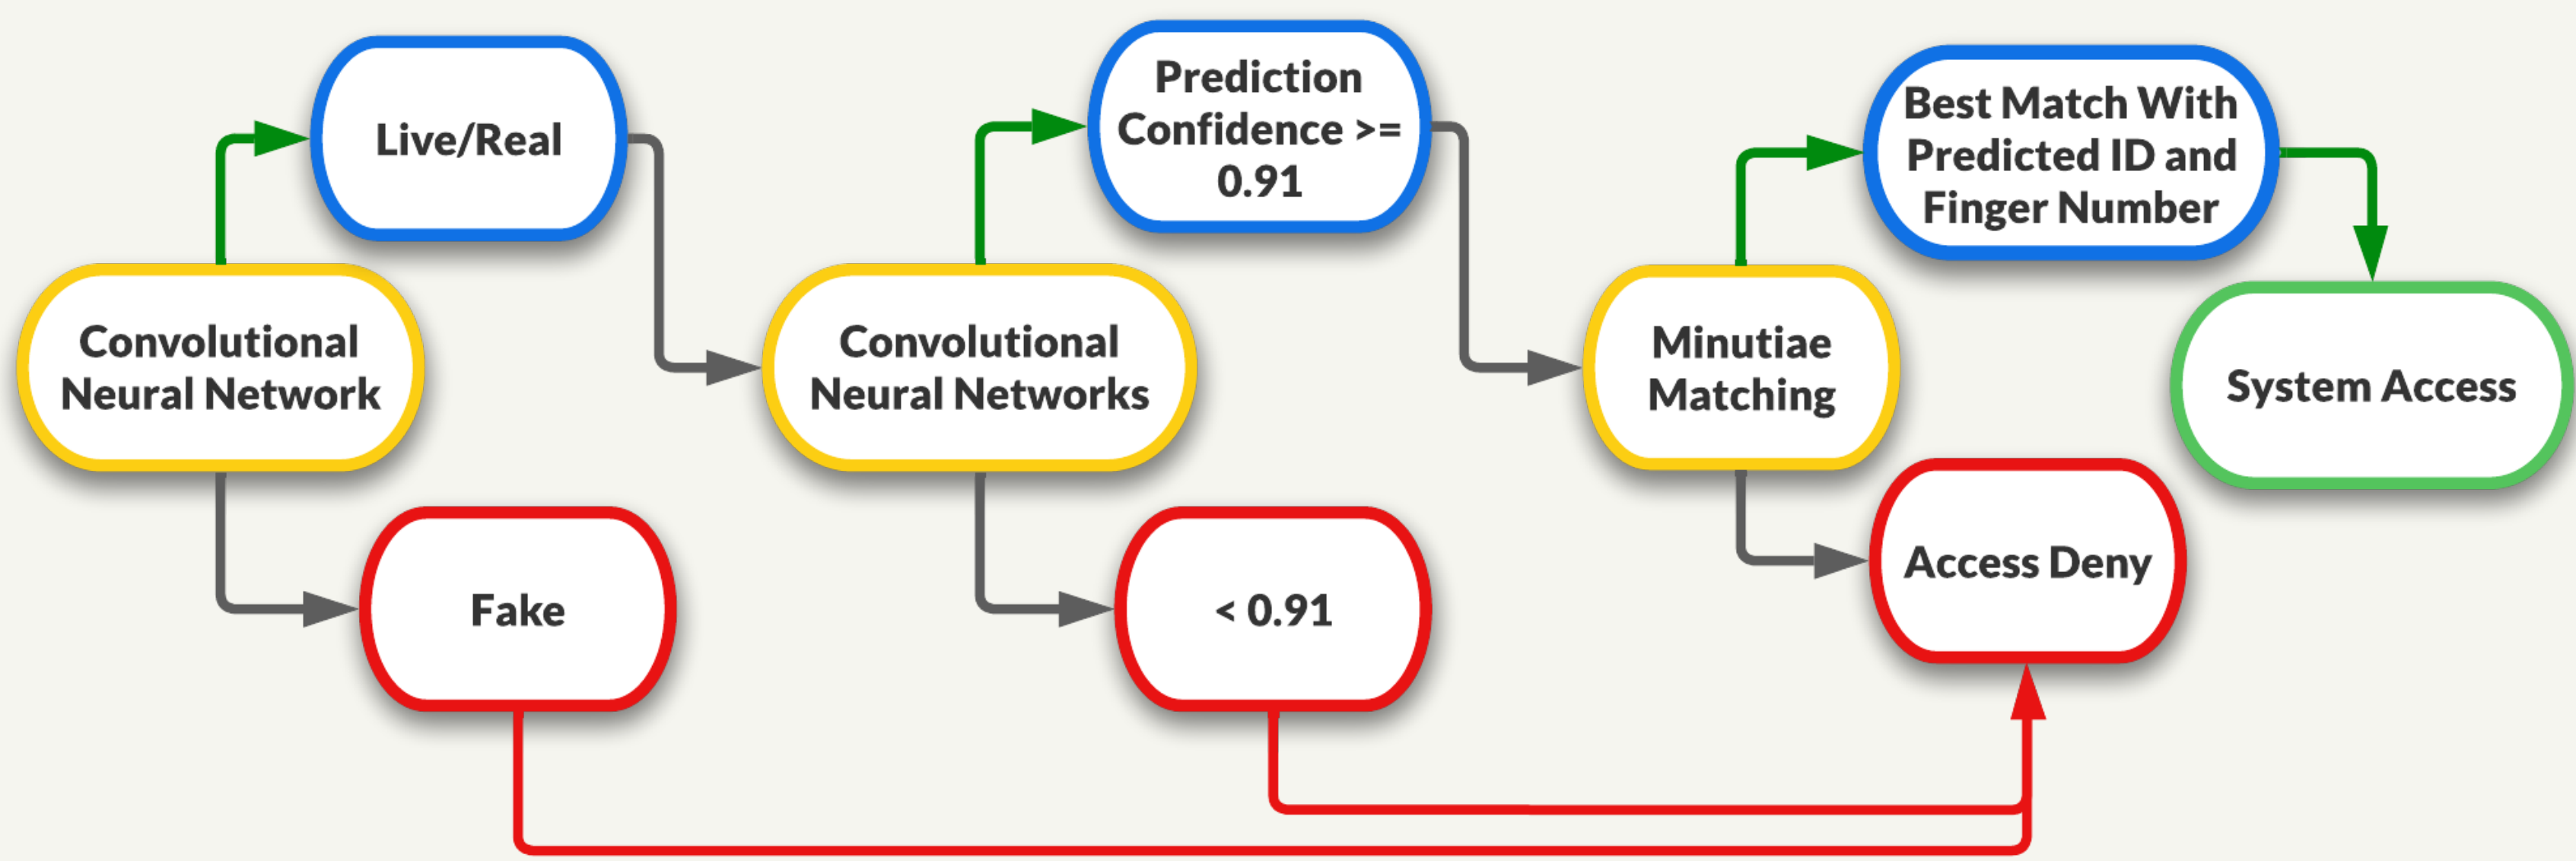 Live/Real
Prediction
Confidence >=
0.91
Best Match With
Predicted ID and
Finger Number
Convolutional
Neural Network
Convolutional
Neural Networks
Minutiae
Matching
System Access
Fake
< 0.91
Access Deny